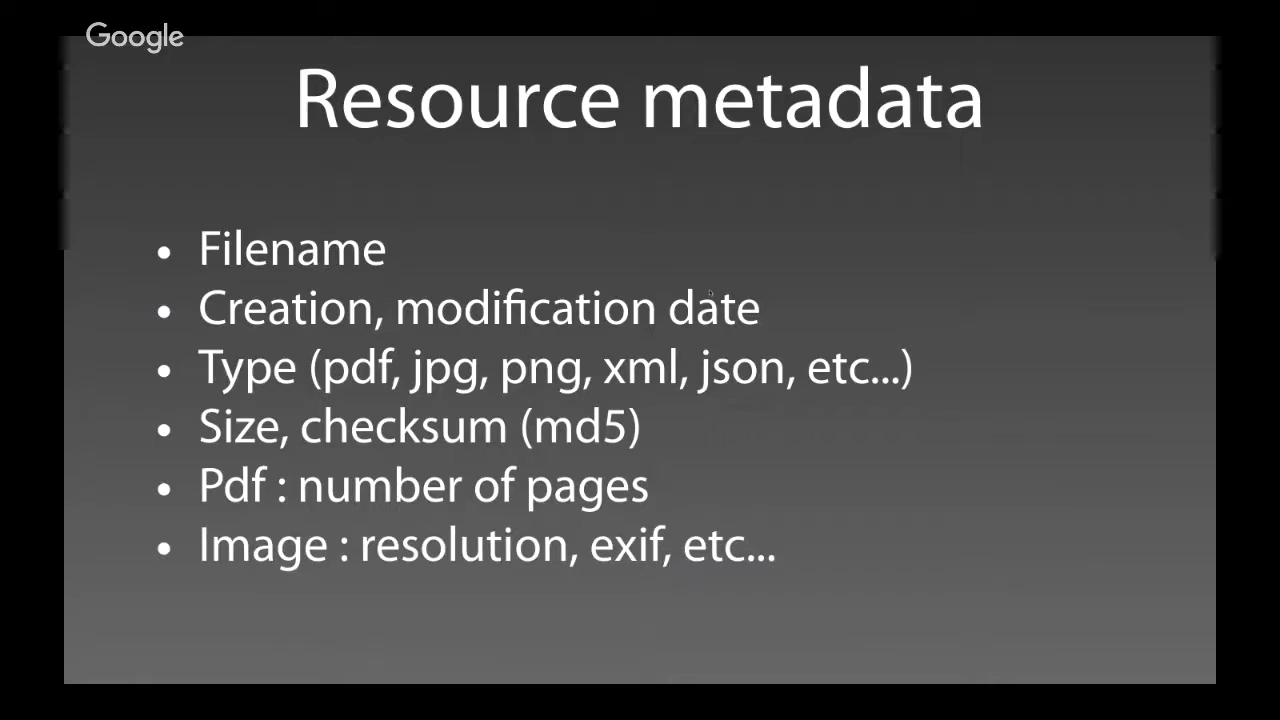 Google
Resource metadata
• Filename
• Creation, modification date
• Type (pdf, jpg, png, xml, json, etc...)
• Size, checksum (md5)
• Pdf : number of pages
• Image : resolution, exif, etc...